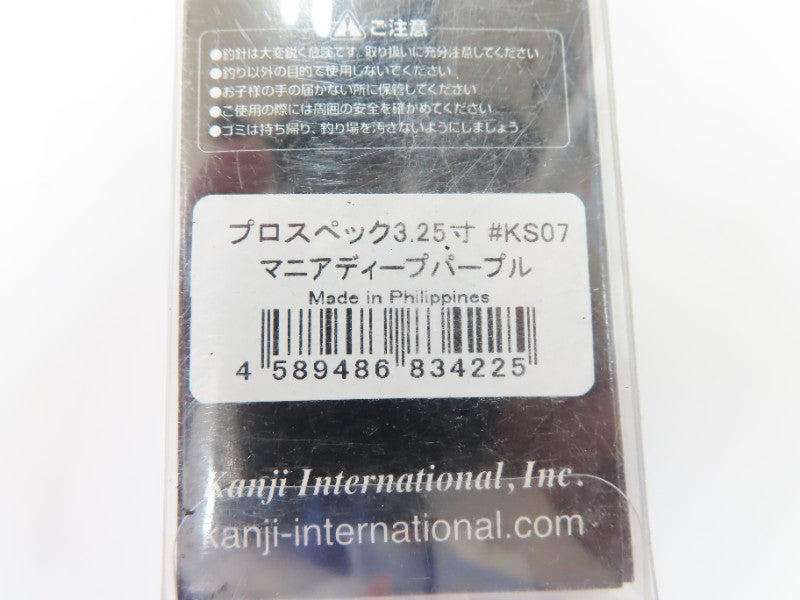 ⚠ご注意
●釣針は大変鋭く危険です。取り扱いに充分注意してください。
●釣り以外の目的で使用しないでください。
●お子様の手の届かない所に保管してください。
●ご使用の際には周囲の安全を確かめてください。
●ゴミは持ち帰り、釣り場を汚さないようにしましょう。
プロスペック3.25寸 #KS07
マニアディープパープル
Made in Philippines
4 589486 834225
Kanji International, Inc.
kanji-international.com